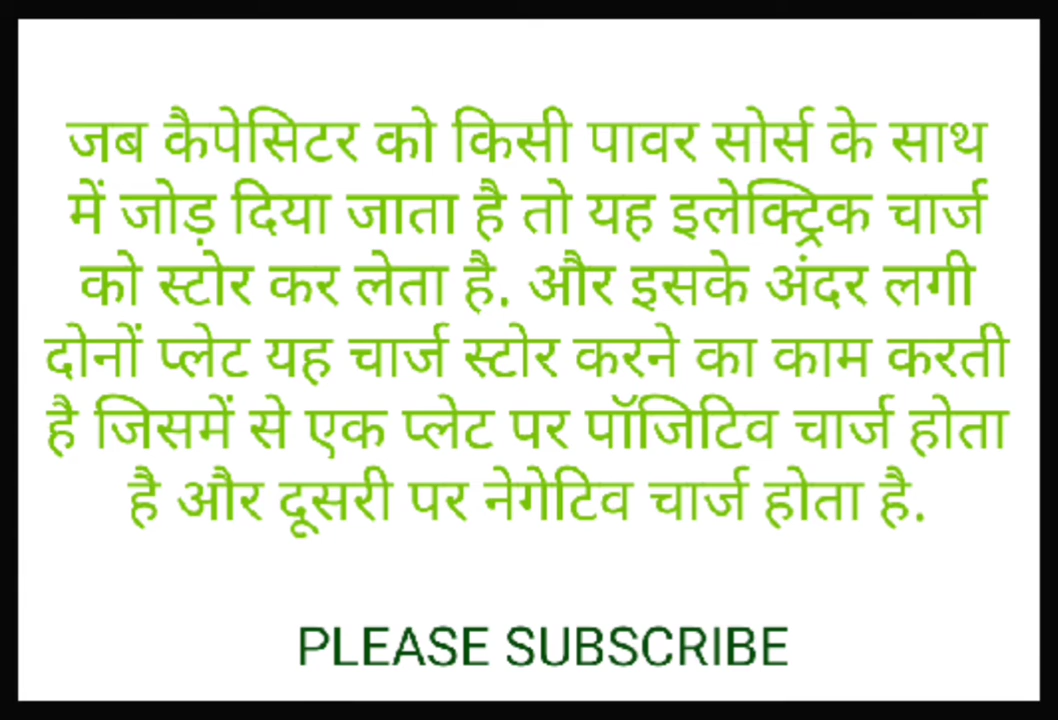 जब कैपेसिटर को किसी पावर सोर्स के साथ
में जोड़ दिया जाता है तो यह इलेक्ट्रिक चार्ज
को स्टोर कर लेता है. और इसके अंदर लगी
दोनों प्लेट यह चार्ज स्टोर करने का काम करती
है जिसमें से एक प्लेट पर पॉजिटिव चार्ज होता
है और दूसरी पर नेगेटिव चार्ज होता है.
PLEASE SUBSCRIBE